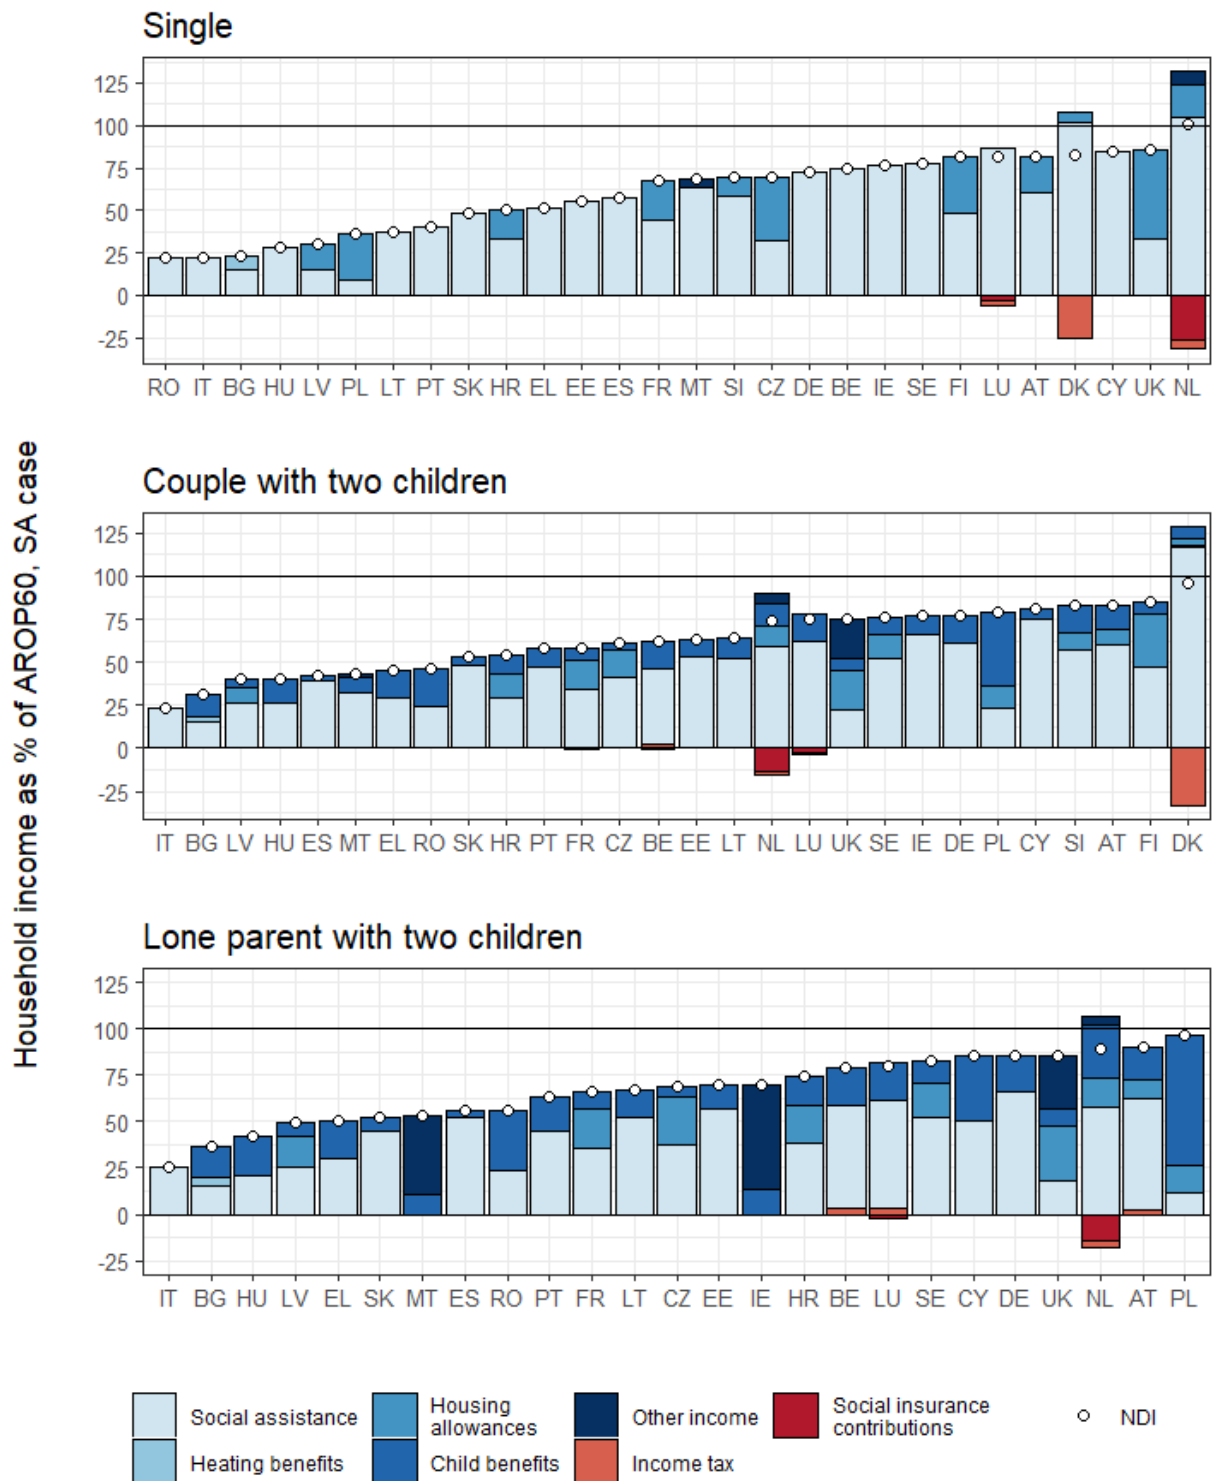 Single
125
100
75
50
25
0
-25
RO IT BG HU LV PL LT PT SK HR EL EE ES FR MT SI CZ DE BE IE SE FI LU AT DK CY UK NL
Household income as % of AROP60, SA case
Couple with two children
125
100
75
50
25
0
-25
IT BG LV HU ES MT EL RO SK HR PT FR CZ BE EE LT NL LU UK SE IE DE PL CY SI AT FI DK
Lone parent with two children
125
100
75
50
25
0
-25
IT BG HU LV EL SK MT ES RO PT FR LT CZ EE IE HR BE LU SE CY DE UK NL AT PL
Social assistance
Heating benefits
Housing
allowances
Child benefits
Other income
Income tax
Social insurance
contributions
NDI